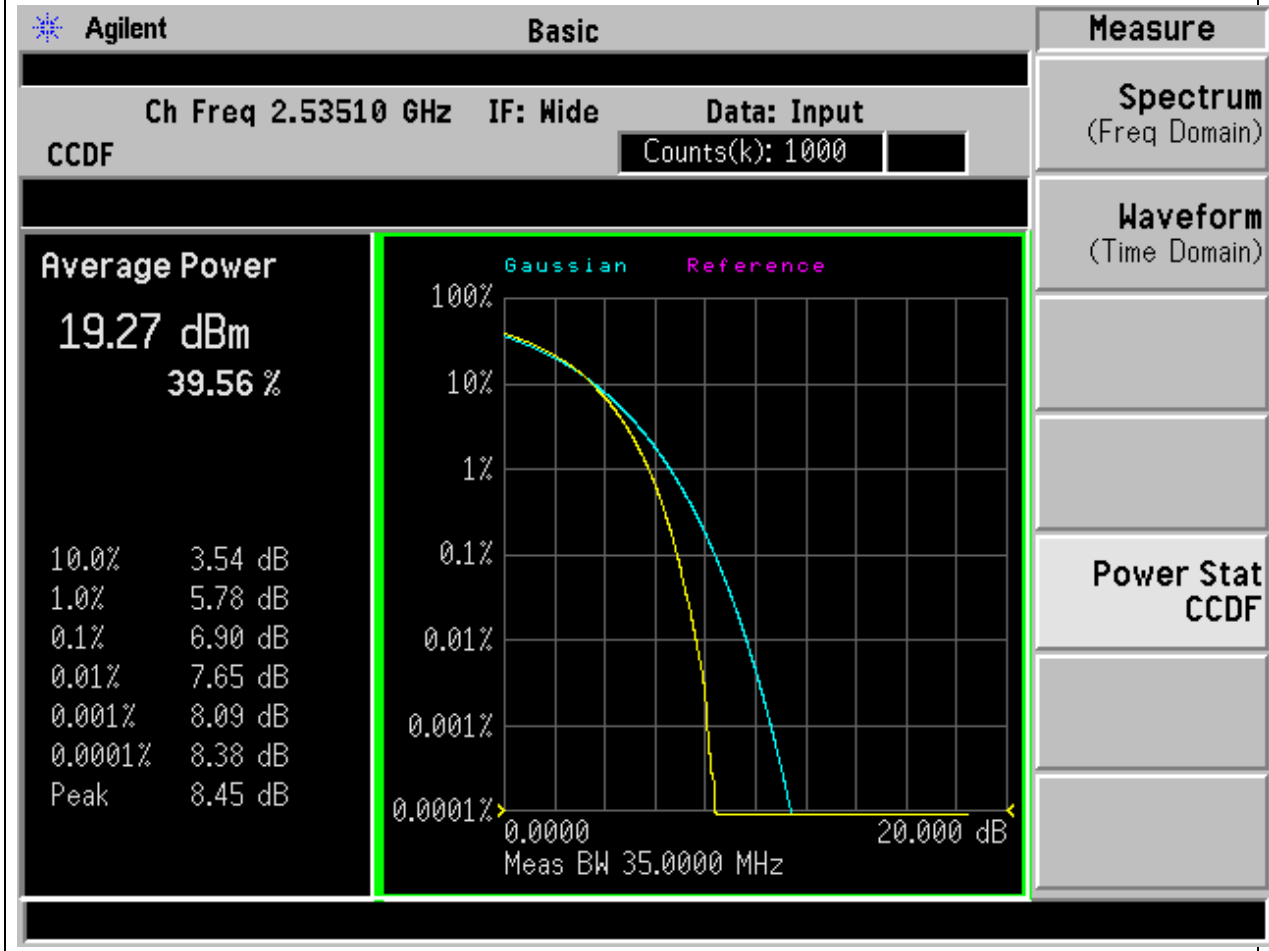 Agilent Basic Measure
Ch Freq 2.53510 GHz IF: Wide Data: Input
CCDF Counts(k): 1000
Spectrum
(Freq Domain)
Waveform
(Time Domain)
Power Stat
CCDF
Average Power
19.27 dBm
39.56 %
10.0% 3.54 dB
1.0% 5.78 dB
0.1% 6.90 dB
0.01% 7.65 dB
0.001% 8.09 dB
0.0001% 8.38 dB
Peak 8.45 dB
Gaussian Reference
100%
10%
1%
0.1%
0.01%
0.001%
0.0001%
0.0000 20.000 dB
Meas BW 35.0000 MHz